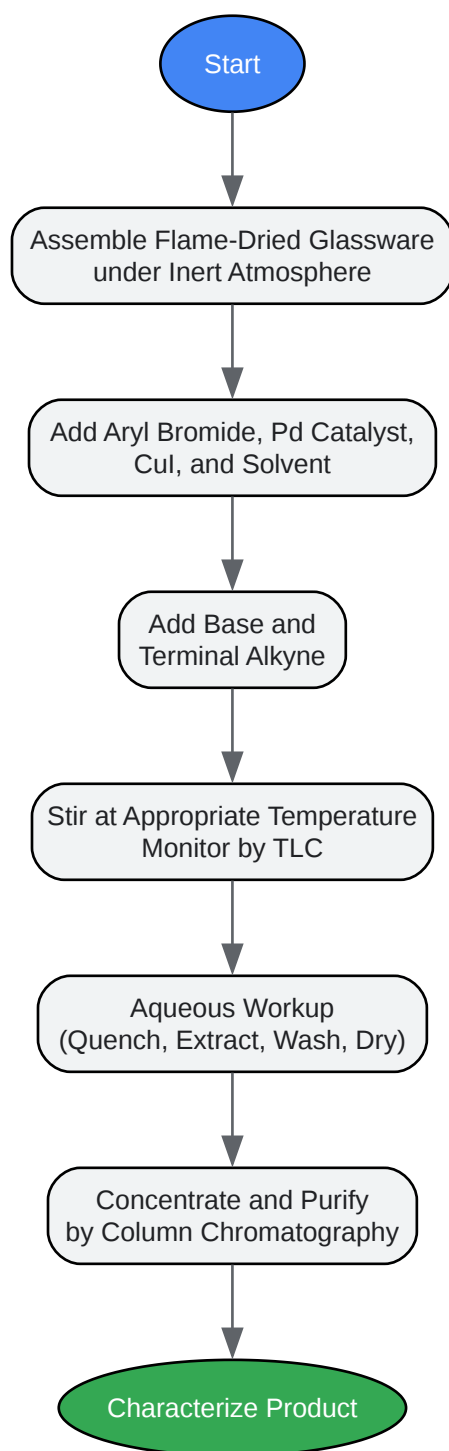 Start
Assemble Flame-Dried Glassware
under Inert Atmosphere
Add Aryl Bromide, Pd Catalyst,
CuI, and Solvent
Add Base and
Terminal Alkyne
Stir at Appropriate Temperature
Monitor by TLC
Aqueous Workup
(Quench, Extract, Wash, Dry)
Concentrate and Purify
by Column Chromatography
Characterize Product